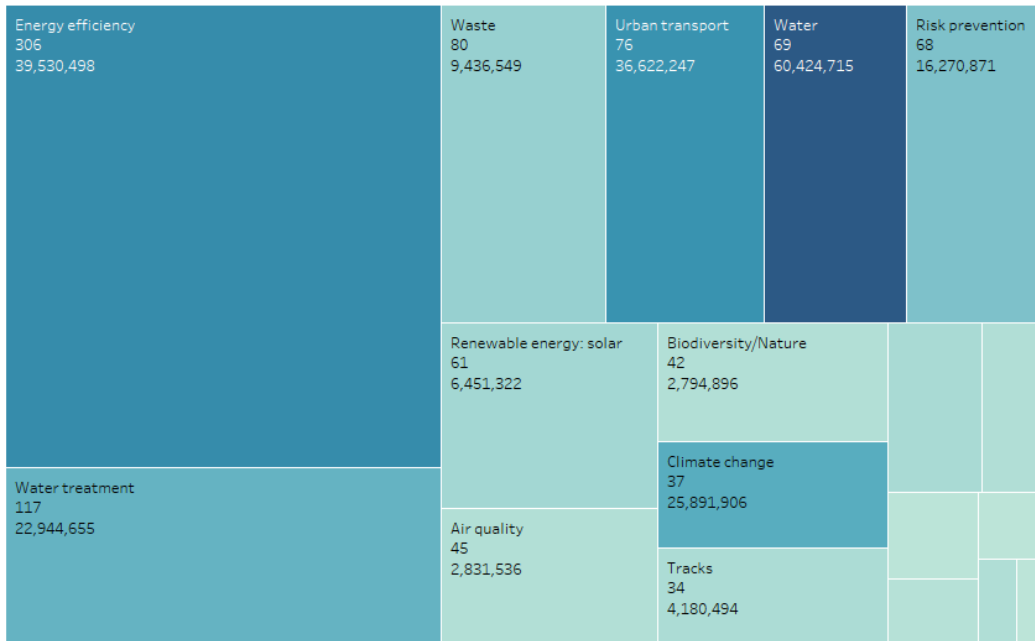 Energy efficiency
306
39,530,498
Waste
80
9,436,549
Urban transport
76
36,622,247
Water
69
60,424,715
Risk prevention
68
16,270,871
Renewable energy: solar
61
6,451,322
Biodiversity/Nature
42
2,794,896
Climate change
37
25,891,906
Water treatment
117
22,944,655
Air quality
45
2,831,536
Tracks
34
4,180,494